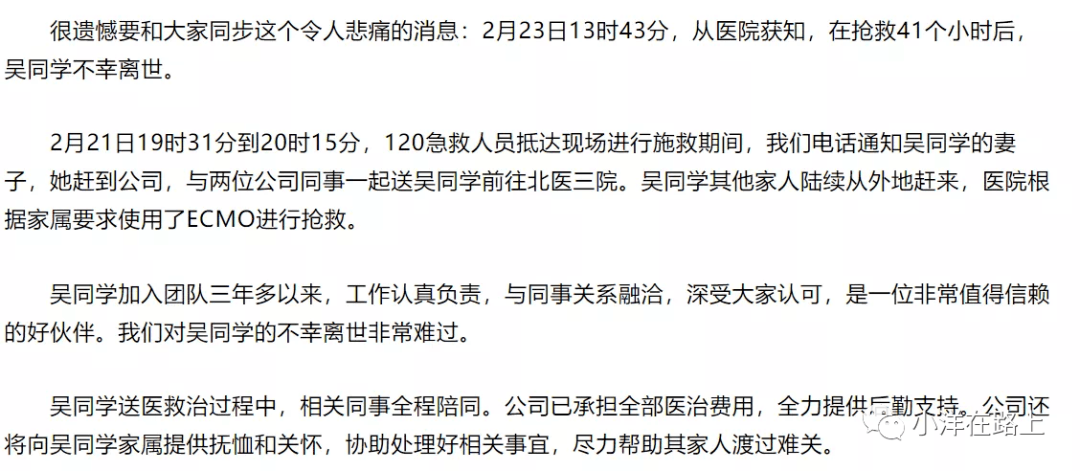 很遗憾要和大家同步这个令人悲痛的消息：2月23日13时43分，从医院获知，在抢救41个小时后，
吴同学不幸离世。
2月21日19时31分到20时15分，120急救人员抵达现场进行施救期间，我们电话通知吴同学的妻
子，她赶到公司，与两位公司同事一起送吴同学前往北医三院。吴同学其他家人陆续从外地赶来，医院根
据家属要求使用了ECMO进行抢救。
吴同学加入团队三年多以来，工作认真负责，与同事关系融洽，深受大家认可，是一位非常值得信赖
的好伙伴。我们对吴同学的不幸离世非常难过。
吴同学送医救治过程中，相关同事全程陪同。公司已承担全部医治费用，全力提供后勤支持。公司还
将向吴同学家属提供抚恤和关怀，协助处理好相关事宜，尽力帮助其家人渡过难关。
小洋在路上